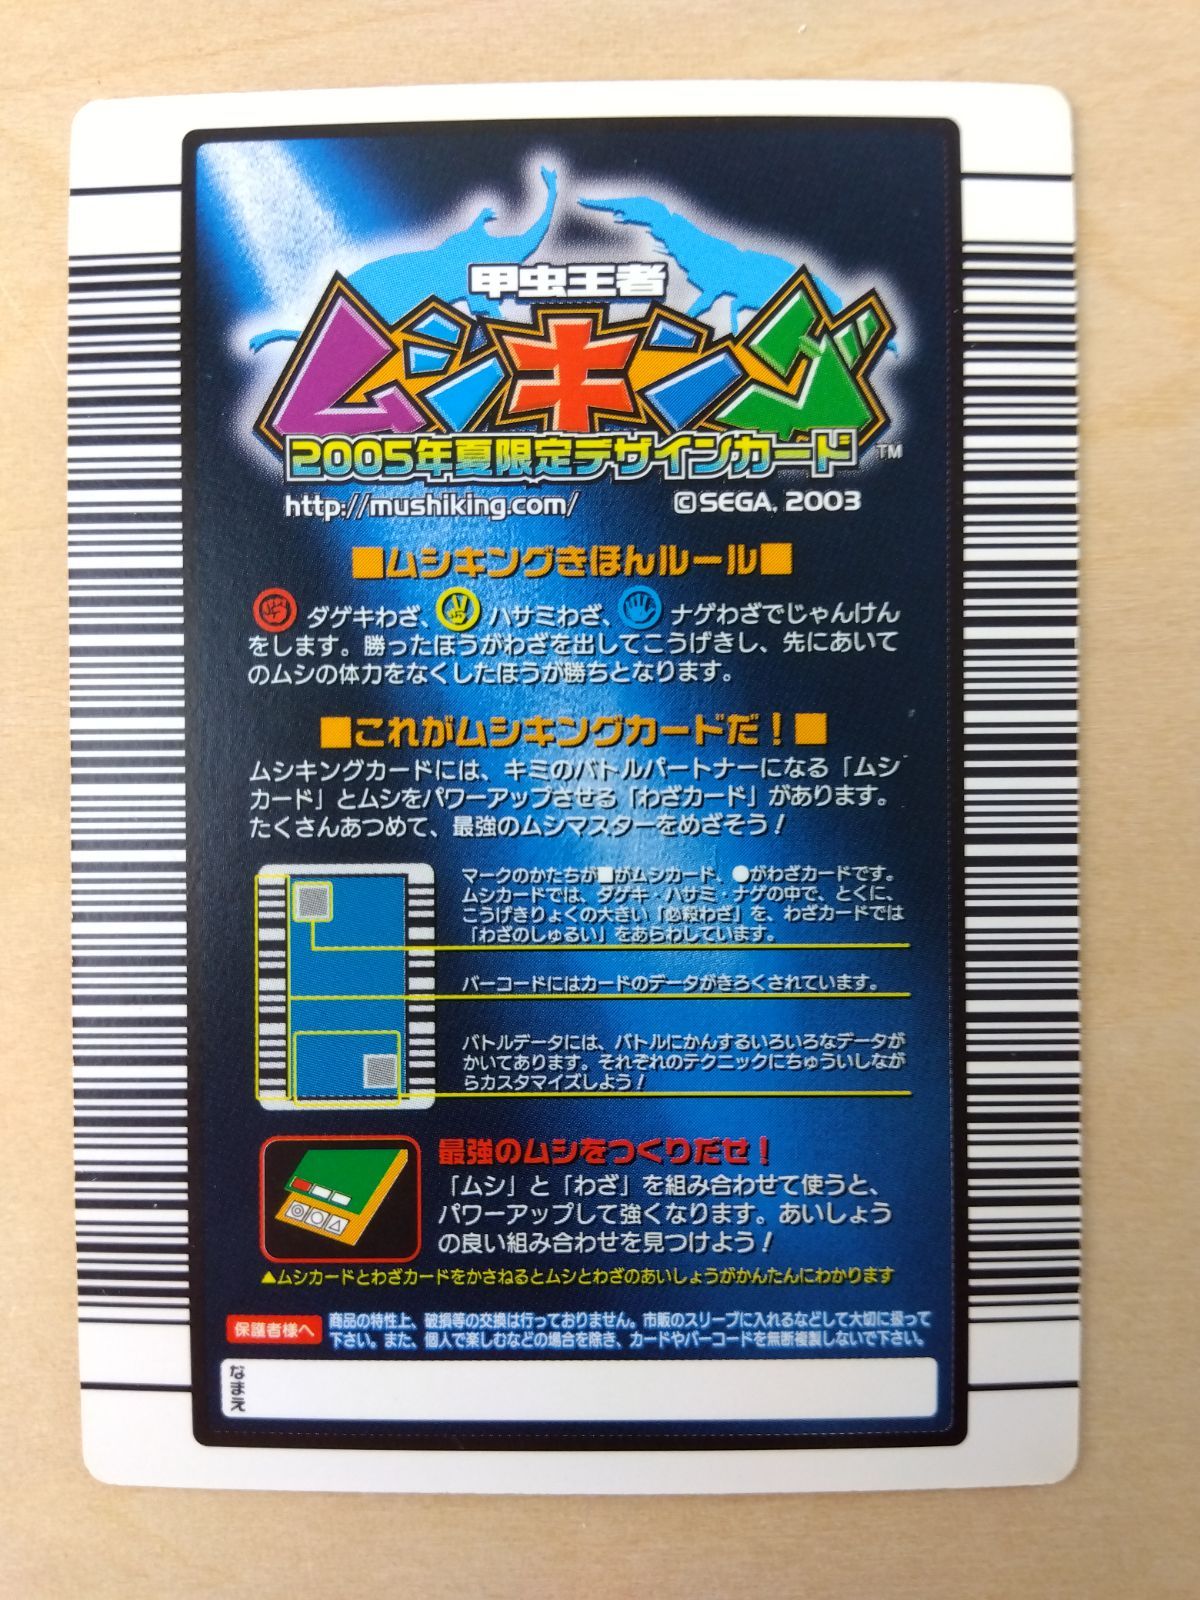 甲虫王者
ムシキング
2005年夏限定デザインカード TM
http://mushiking.com/ ©SEGA, 2003
■ムシキングきほんルール■
ダゲキわざ、 ハサミわざ、 ナゲわざでじゃんけん
をします。勝ったほうがわざを出してこうげきし、先にあいて
のムシの体力をなくしたほうが勝ちとなります。
■これがムシキングカードだ！■
ムシキングカードには、キミのバトルパートナーになる「ムシ
カード」とムシをパワーアップさせる「わざカード」があります。
たくさんあつめて、最強のムシマスターをめざそう！
マークのかたちが■がムシカード、●がわざカードです。
ムシカードでは、ダゲキ・ハサミ・ナゲの中で、とくに、
こうげきりょくの大きい「必殺わざ」を、わざカードでは
「わざのしゅるい」をあらわしています。
バーコードにはカードのデータがきろくされています。
バトルデータには、バトルにかんするいろいろなデータが
かいてあります。それぞれのテクニックにちゅういしなが
らカスタマイズしよう！
最強のムシをつくりだせ！
「ムシ」と「わざ」を組み合わせて使うと、
パワーアップして強くなります。あいしょう
の良い組み合わせを見つけよう！
▲ムシカードとわざカードをかさねるとムシとわざのあいしょうがかんたんにわかります
保護者様へ
商品の特性上、破損等の交換は行っておりません。市販のスリーブに入れるなどして大切に扱って
下さい。また、個人で楽しむなどの場合を除き、カードやバーコードを無断複製しないで下さい。
なまえ